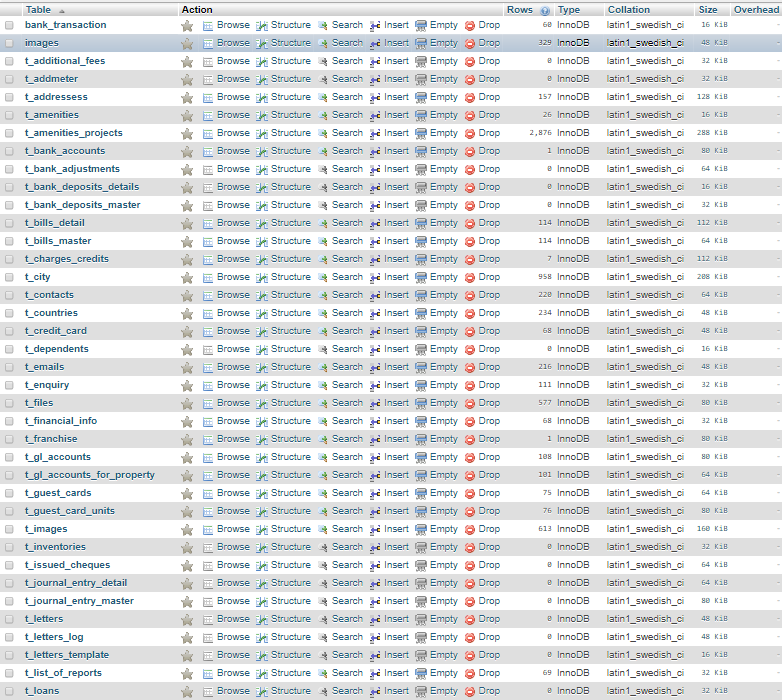 Table Action Rows Type Collation Size Overhead
bank_transaction Browse Structure Search Insert Empty Drop 60 InnoDB latin1_swedish_ci 16 KiB -
images Browse Structure Search Insert Empty Drop 329 InnoDB latin1_swedish_ci 48 KiB -
t_additional_fees Browse Structure Search Insert Empty Drop 0 InnoDB latin1_swedish_ci 32 KiB -
t_addmeter Browse Structure Search Insert Empty Drop 0 InnoDB latin1_swedish_ci 32 KiB -
t_addressess Browse Structure Search Insert Empty Drop 157 InnoDB latin1_swedish_ci 128 KiB -
t_amenities Browse Structure Search Insert Empty Drop 26 InnoDB latin1_swedish_ci 16 KiB -
t_amenities_projects Browse Structure Search Insert Empty Drop 2,876 InnoDB latin1_swedish_ci 288 KiB -
t_bank_accounts Browse Structure Search Insert Empty Drop 1 InnoDB latin1_swedish_ci 80 KiB -
t_bank_adjustments Browse Structure Search Insert Empty Drop 0 InnoDB latin1_swedish_ci 64 KiB -
t_bank_deposits_details Browse Structure Search Insert Empty Drop 0 InnoDB latin1_swedish_ci 16 KiB -
t_bank_deposits_master Browse Structure Search Insert Empty Drop 0 InnoDB latin1_swedish_ci 32 KiB -
t_bills_detail Browse Structure Search Insert Empty Drop 114 InnoDB latin1_swedish_ci 112 KiB -
t_bills_master Browse Structure Search Insert Empty Drop 114 InnoDB latin1_swedish_ci 64 KiB -
t_charges_credits Browse Structure Search Insert Empty Drop 7 InnoDB latin1_swedish_ci 112 KiB -
t_city Browse Structure Search Insert Empty Drop 958 InnoDB latin1_swedish_ci 208 KiB -
t_contacts Browse Structure Search Insert Empty Drop 220 InnoDB latin1_swedish_ci 64 KiB -
t_countries Browse Structure Search Insert Empty Drop 234 InnoDB latin1_swedish_ci 48 KiB -
t_credit_card Browse Structure Search Insert Empty Drop 68 InnoDB latin1_swedish_ci 48 KiB -
t_dependents Browse Structure Search Insert Empty Drop 0 InnoDB latin1_swedish_ci 16 KiB -
t_emails Browse Structure Search Insert Empty Drop 216 InnoDB latin1_swedish_ci 48 KiB -
t_enquiry Browse Structure Search Insert Empty Drop 111 InnoDB latin1_swedish_ci 32 KiB -
t_files Browse Structure Search Insert Empty Drop 577 InnoDB latin1_swedish_ci 80 KiB -
t_financial_info Browse Structure Search Insert Empty Drop 68 InnoDB latin1_swedish_ci 32 KiB -
t_franchise Browse Structure Search Insert Empty Drop 1 InnoDB latin1_swedish_ci 80 KiB -
t_gl_accounts Browse Structure Search Insert Empty Drop 108 InnoDB latin1_swedish_ci 80 KiB -
t_gl_accounts_for_property Browse Structure Search Insert Empty Drop 101 InnoDB latin1_swedish_ci 64 KiB -
t_guest_cards Browse Structure Search Insert Empty Drop 75 InnoDB latin1_swedish_ci 64 KiB -
t_guest_card_units Browse Structure Search Insert Empty Drop 76 InnoDB latin1_swedish_ci 80 KiB -
t_images Browse Structure Search Insert Empty Drop 613 InnoDB latin1_swedish_ci 160 KiB -
t_inventories Browse Structure Search Insert Empty Drop 0 InnoDB latin1_swedish_ci 32 KiB -
t_issued_cheques Browse Structure Search Insert Empty Drop 0 InnoDB latin1_swedish_ci 64 KiB -
t_journal_entry_detail Browse Structure Search Insert Empty Drop 0 InnoDB latin1_swedish_ci 64 KiB -
t_journal_entry_master Browse Structure Search Insert Empty Drop 0 InnoDB latin1_swedish_ci 80 KiB -
t_letters Browse Structure Search Insert Empty Drop 0 InnoDB latin1_swedish_ci 48 KiB -
t_letters_log Browse Structure Search Insert Empty Drop 0 InnoDB latin1_swedish_ci 48 KiB -
t_letters_template Browse Structure Search Insert Empty Drop 0 InnoDB latin1_swedish_ci 16 KiB -
t_list_of_reports Browse Structure Search Insert Empty Drop 69 InnoDB latin1_swedish_ci 32 KiB -
t_loans Browse Structure Search Insert Empty Drop 0 InnoDB latin1_swedish_ci 32 KiB -